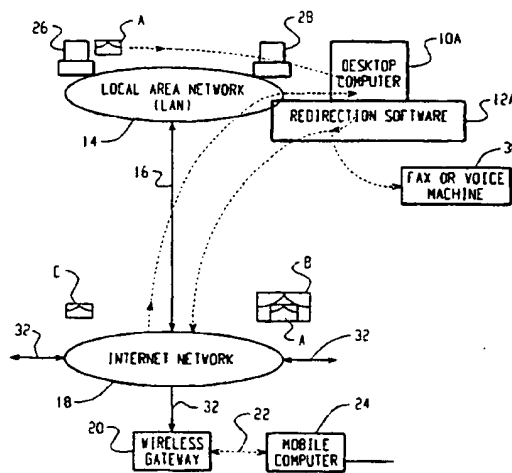 26
A
28
10A
DESKTOP
COMPUTER
LOCAL AREA NETWORK
(LAN)
REDIRECTION SOFTWARE
12A
14
16
FAX OR VOICE
MACHINE
C
B
A
32
INTERNET NETWORK
32
18
32
20
WIRELESS
GATEWAY
22
24
MOBILE
COMPUTER